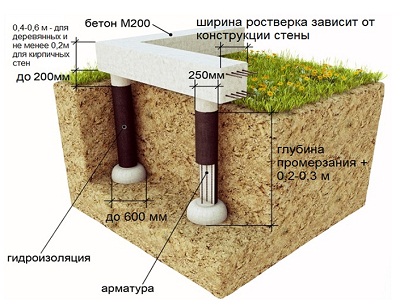 0,4-0,6 м - для
деревянных и
не менее 0,2м
для кирпичных
стен
бетон М200
ширина ростверка зависит от
конструкции стены
до 200мм
250мм
глубина
промерзания +
0,2-0,3 м
до 600 мм
гидроизоляция
арматура